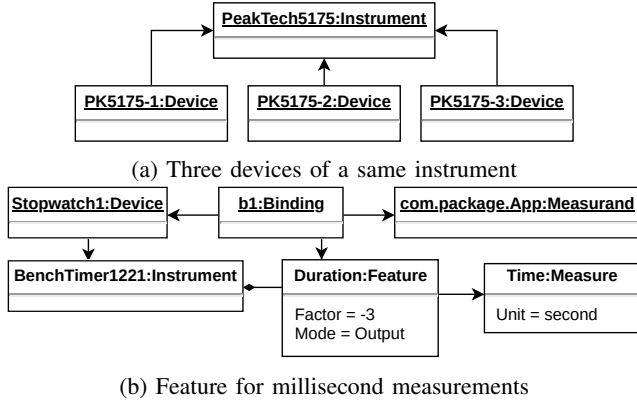 PeakTech5175:Instrument
PK5175-1:Device
PK5175-2:Device
PK5175-3:Device
(a) Three devices of a same instrument
Stopwatch1:Device
b1:Binding
com.package.App:Measurand
BenchTimer1221:Instrument
Duration:Feature
Factor = -3
Mode = Output
Time:Measure
Unit = second
(b) Feature for millisecond measurements